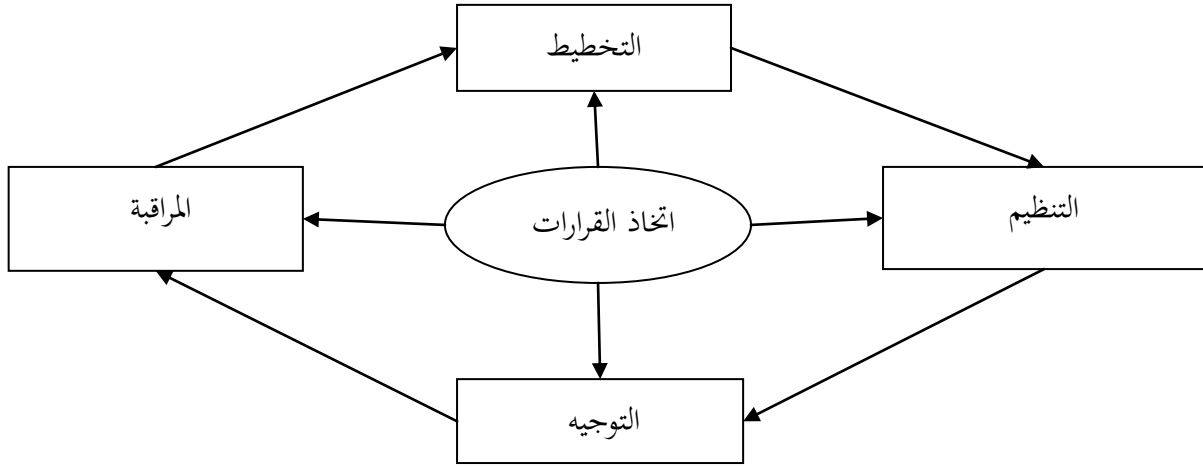 التخطيط
التنظيم
اتخاذ القرارات
المراقبة
التوجيه